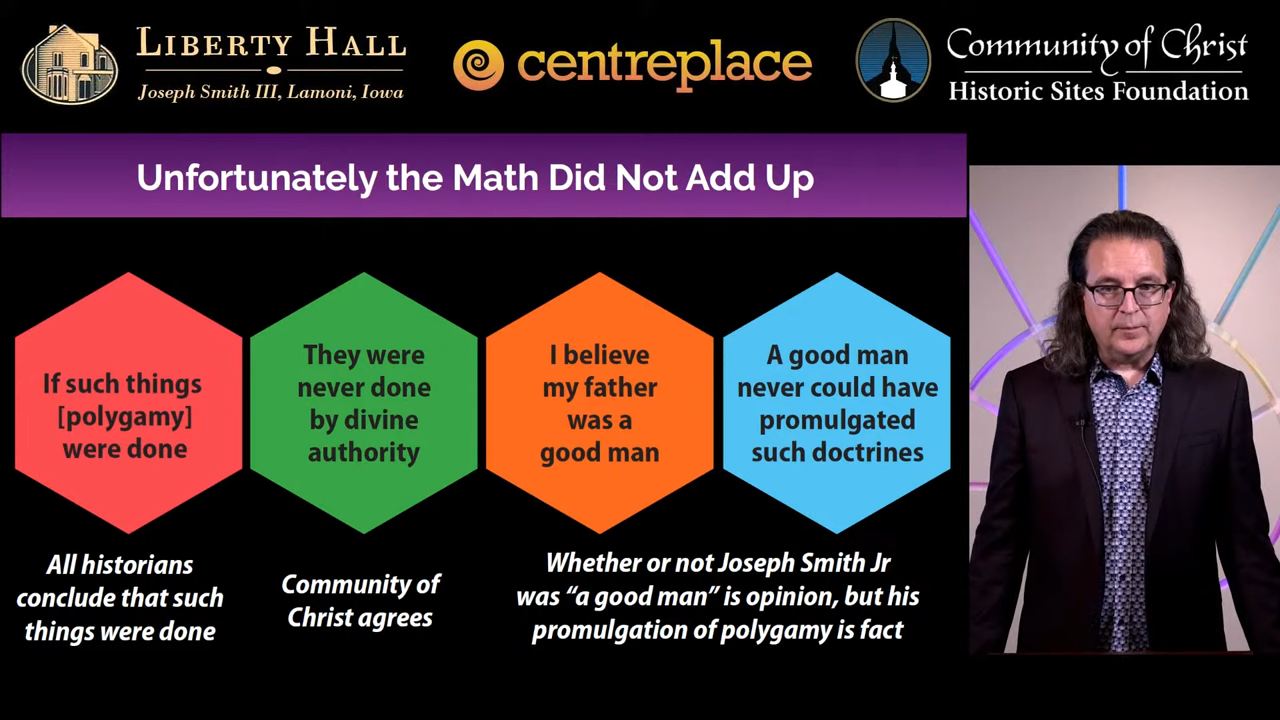 LIBERTY HALL
Joseph Smith III, Lamoni, Iowa
centreplace
Community of Christ
Historic Sites Foundation
Unfortunately the Math Did Not Add Up
If such things
[polygamy]
were done
They were
never done
by divine
authority
I believe
my father
was a
good man
A good man
never could have
promulgated
such doctrines
All historians
conclude that such
things were done
Community of
Christ agrees
Whether or not Joseph Smith Jr
was “a good man” is opinion, but his
promulgation of polygamy is fact